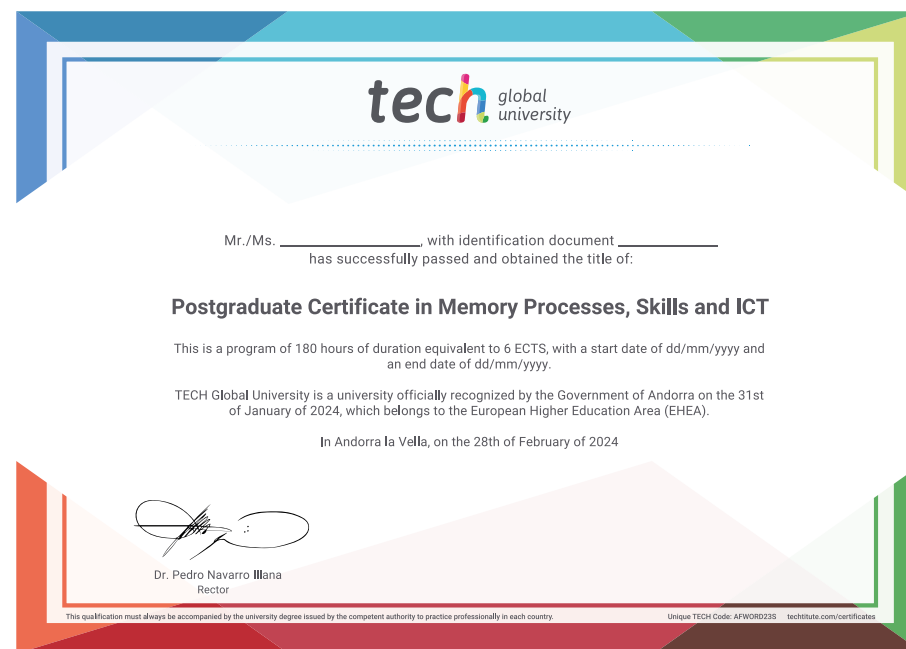 tech global
university
Mr./Ms. ____________________, with identification document ______________
has successfully passed and obtained the title of:
Postgraduate Certificate in Memory Processes, Skills and ICT
This is a program of 180 hours of duration equivalent to 6 ECTS, with a start date of dd/mm/yyyy and
an end date of dd/mm/yyyy.
TECH Global University is a university officially recognized by the Government of Andorra on the 31st
of January of 2024, which belongs to the European Higher Education Area (EHEA).
In Andorra la Vella, on the 28th of February of 2024
Dr. Pedro Navarro Illana
Rector
This qualification must always be accompanied by the university degree issued by the competent authority to practice professionally in each country.
Unique TECH Code: AFWORD23S techtitute.com/certificates